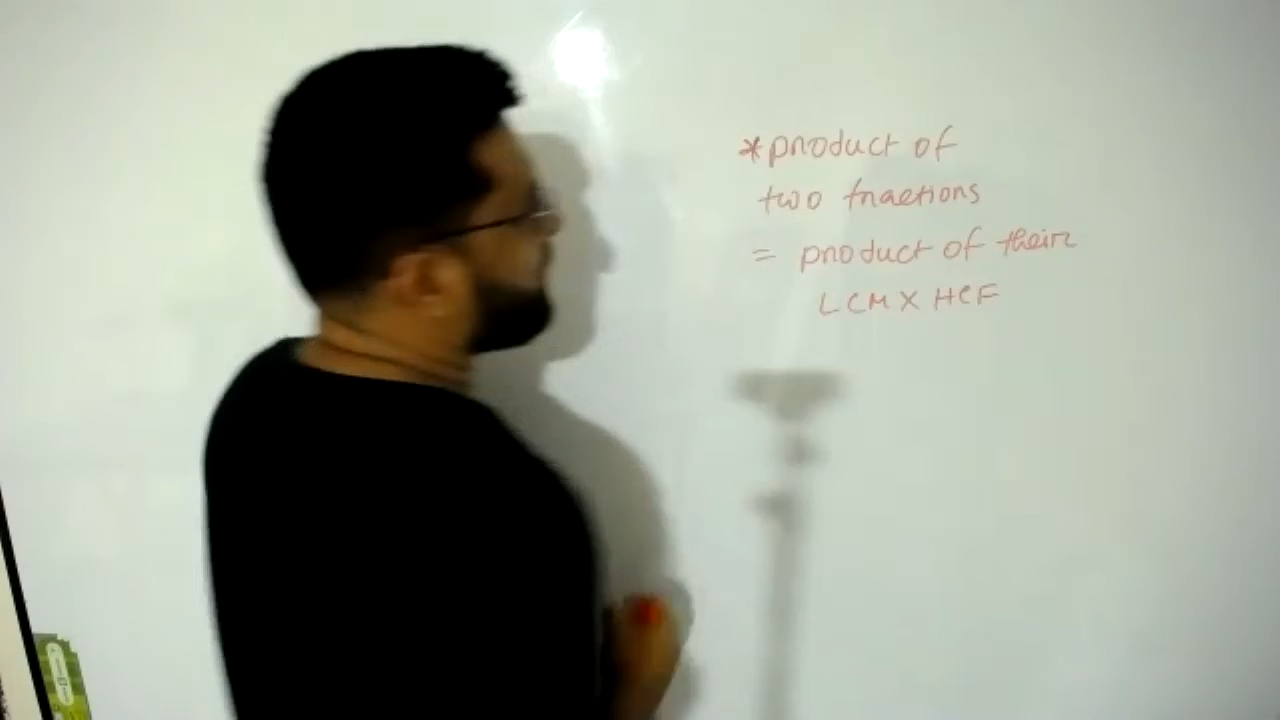 *product of
two fractions
= product of their
LCM X HCF